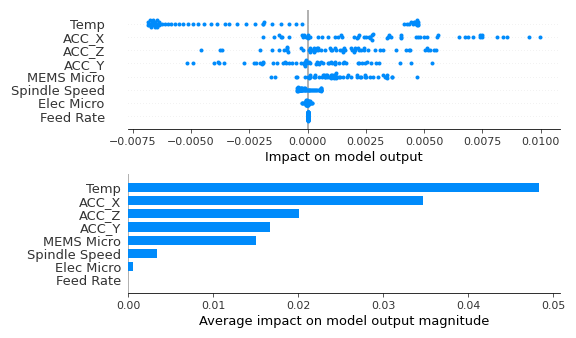 Temp
ACC_X
ACC_Z
ACC_Y
MEMS Micro
Spindle Speed
Elec Micro
Feed Rate
−0.0075 −0.0050 −0.0025 0.0000 0.0025 0.0050 0.0075 0.0100
Impact on model output
Temp
ACC_X
ACC_Z
ACC_Y
MEMS Micro
Spindle Speed
Elec Micro
Feed Rate
0.00 0.01 0.02 0.03 0.04 0.05
Average impact on model output magnitude